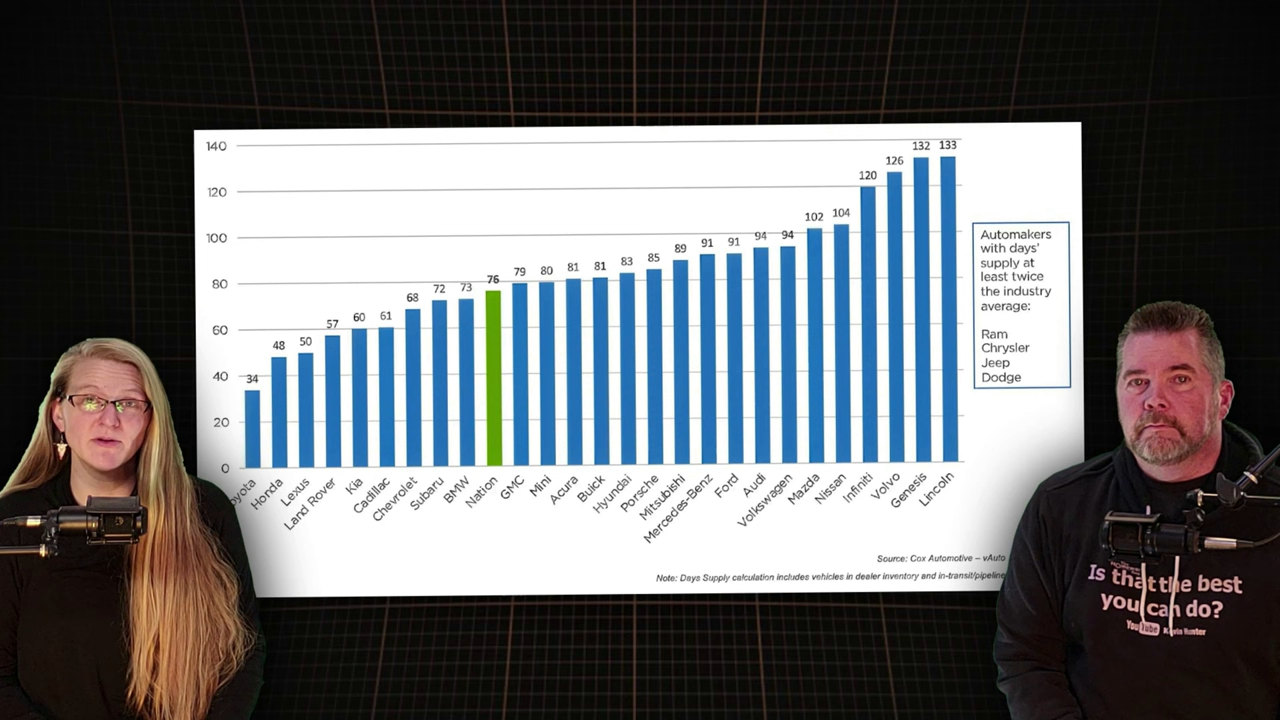 140
120
100
80
60
40
20
0
34
48
50
57
60
61
68
72
73
76
79
80
81
81
83
85
89
91
91
94
94
102
104
120
126
132
133
oyota
Honda
Lexus
Land Rover
Kia
Cadillac
Chevrolet
Subaru
BMW
Nation
GMC
Mini
Acura
Buick
Hyundai
Porsche
Mitsubishi
Mercedes-Benz
Ford
Audi
Volkswagen
Mazda
Nissan
Infiniti
Volvo
Genesis
Lincoln
Automakers
with days'
supply at
least twice
the industry
average:
Ram
Chrysler
Jeep
Dodge
Source: Cox Automotive – vAuto
Note: Days Supply calculation includes vehicles in dealer inventory and in-transit/pipeline
Is that the best
you can do?
YouTube Hunter